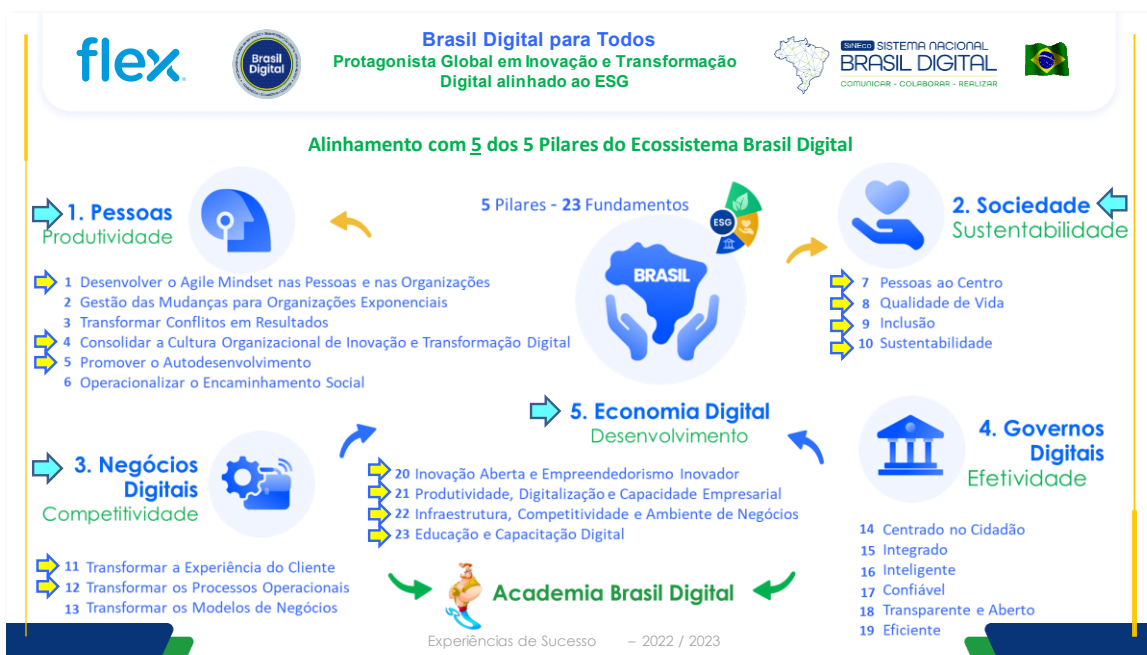 flex
Brasil
Digital
Brasil Digital para Todos
Protagonista Global em Inovação e Transformação
Digital alinhado ao ESG
SINECO SISTEMA NACIONAL
BRASIL DIGITAL
COMUNICAR - COLABORAR - REALIZAR
Alinhamento com 5 dos 5 Pilares do Ecossistema Brasil Digital
1. Pessoas
Produtividade
5 Pilares - 23 Fundamentos
ESG
BRASIL
2. Sociedade
Sustentabilidade
1 Desenvolver o Agile Mindset nas Pessoas e nas Organizações
2 Gestão das Mudanças para Organizações Exponenciais
3 Transformar Conflitos em Resultados
4 Consolidar a Cultura Organizacional de Inovação e Transformação Digital
5 Promover o Autodesenvolvimento
6 Operacionalizar o Encaminhamento Social
7 Pessoas ao Centro
8 Qualidade de Vida
9 Inclusão
10 Sustentabilidade
3. Negócios
Digitais
Competitividade
11 Transformar a Experiência do Cliente
12 Transformar os Processos Operacionais
13 Transformar os Modelos de Negócios
5. Economia Digital
Desenvolvimento
20 Inovação Aberta e Empreendedorismo Inovador
21 Produtividade, Digitalização e Capacidade Empresarial
22 Infraestrutura, Competitividade e Ambiente de Negócios
23 Educação e Capacitação Digital
4. Governos
Digitais
Efetividade
14 Centrado no Cidadão
15 Integrado
16 Inteligente
17 Confiável
18 Transparente e Aberto
19 Eficiente
Academia Brasil Digital
Experiências de Sucesso – 2022 / 2023